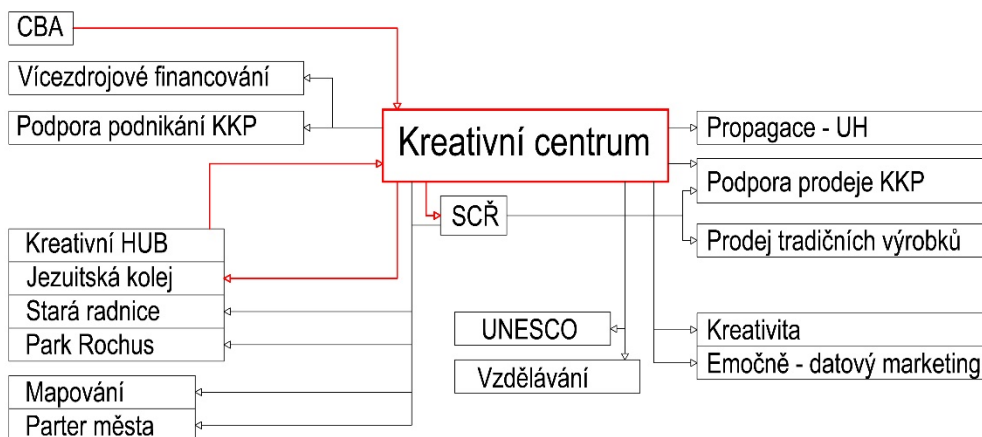 CBA
Vícezdrojové financování
Podpora podnikání KKP
Kreativní centrum
Propagace - UH
Podpora prodeje KKP
SCŘ
Prodej tradičních výrobků
Kreativní HUB
Jezuitská kolej
Stará radnice
Park Rochus
UNESCO
Vzdělávání
Kreativita
Emočně - datový marketing
Mapování
Parter města